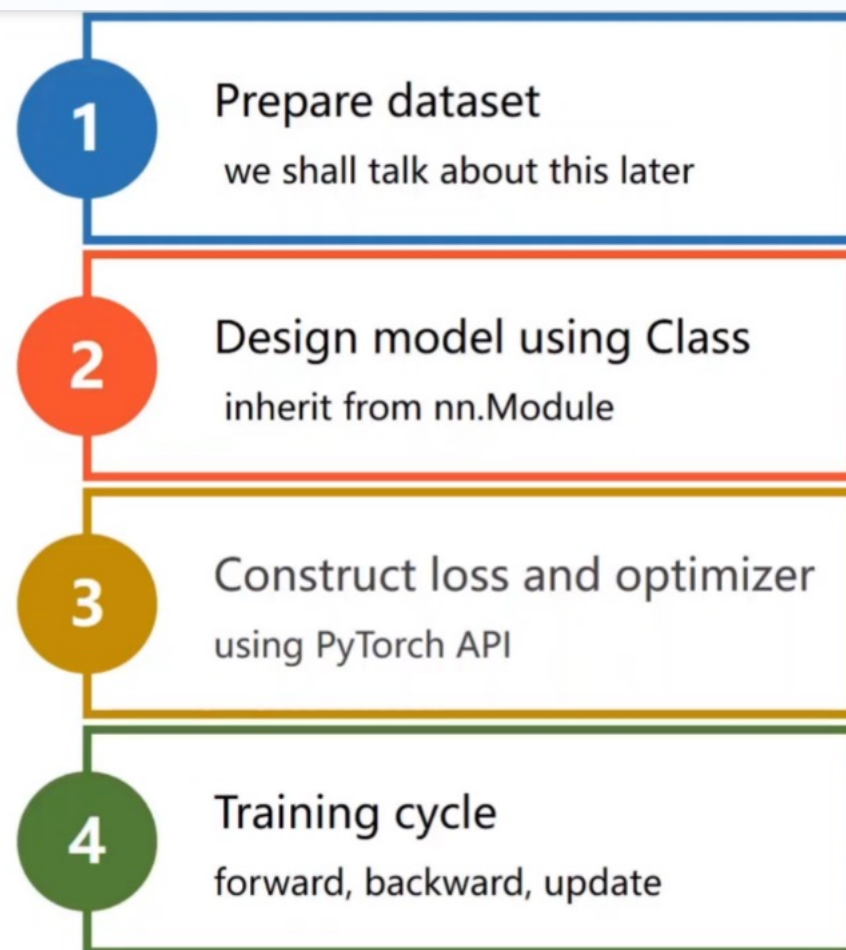 1
Prepare dataset
we shall talk about this later
2
Design model using Class
inherit from nn.Module
3
Construct loss and optimizer
using PyTorch API
4
Training cycle
forward, backward, update